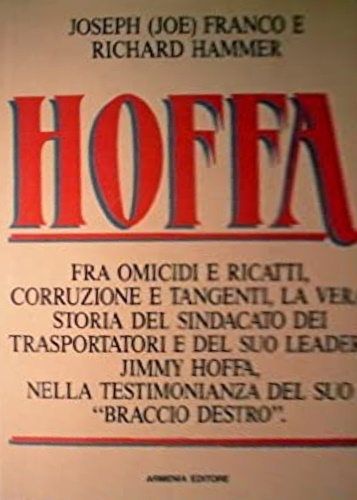 JOSEPH (JOE) FRANCO E
RICHARD HAMMER
HOFFA
FRA OMICIDI E RICATTI,
CORRUZIONE E TANGENTI, LA VER
STORIA DEL SINDACATO DEI
TRASPORTATORI E DEL SUO LEADER
JIMMY HOFFA,
NELLA TESTIMONIANZA DEL SUO
“BRACCIO DESTRO”.
ARMENIA EDITORE